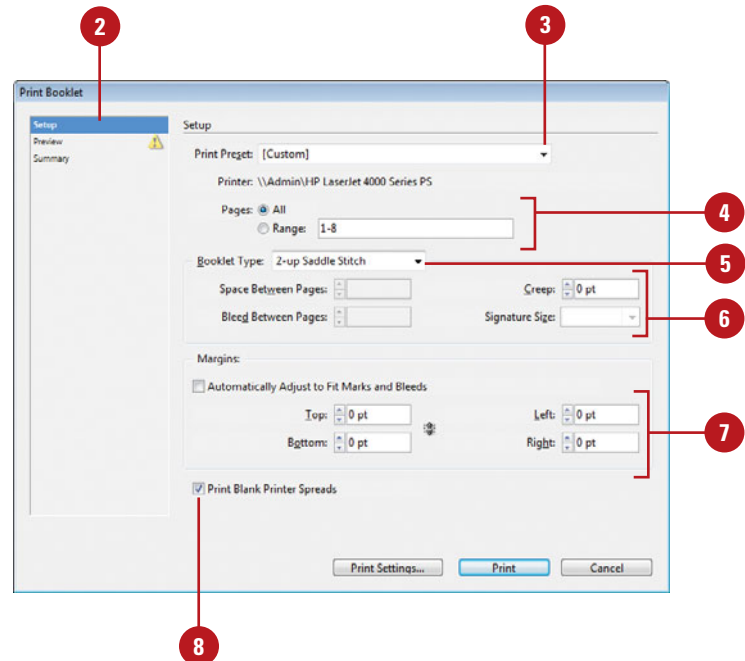 2
3
Print Booklet
Setup
Preview
Summary
Setup
Print Preset: [Custom]
Printer: \\Admin\HP LaserJet 4000 Series PS
Pages: All
Range: 1-8
4
Booklet Type: 2-up Saddle Stitch
5
Space Between Pages: Creep: 0 pt
Bleed Between Pages: Signature Size:
6
Margins:
Automatically Adjust to Fit Marks and Bleeds
Top: 0 pt Left: 0 pt
Bottom: 0 pt Right: 0 pt
7
Print Blank Printer Spreads
Print Settings... Print Cancel
8